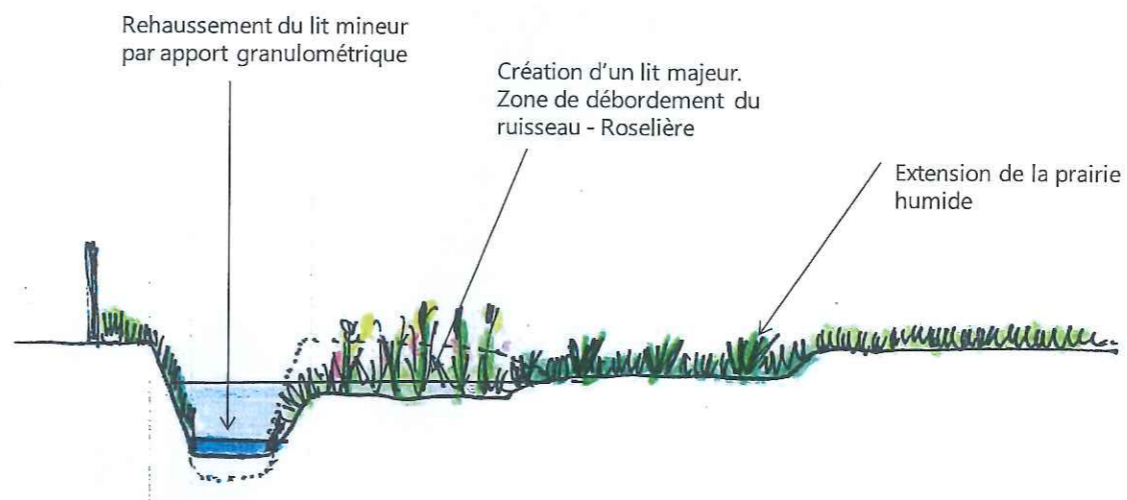 Rehaussement du lit mineur
par apport granulométrique
Création d'un lit majeur.
Zone de débordement du
ruisseau - Roselière
Extension de la prairie
humide